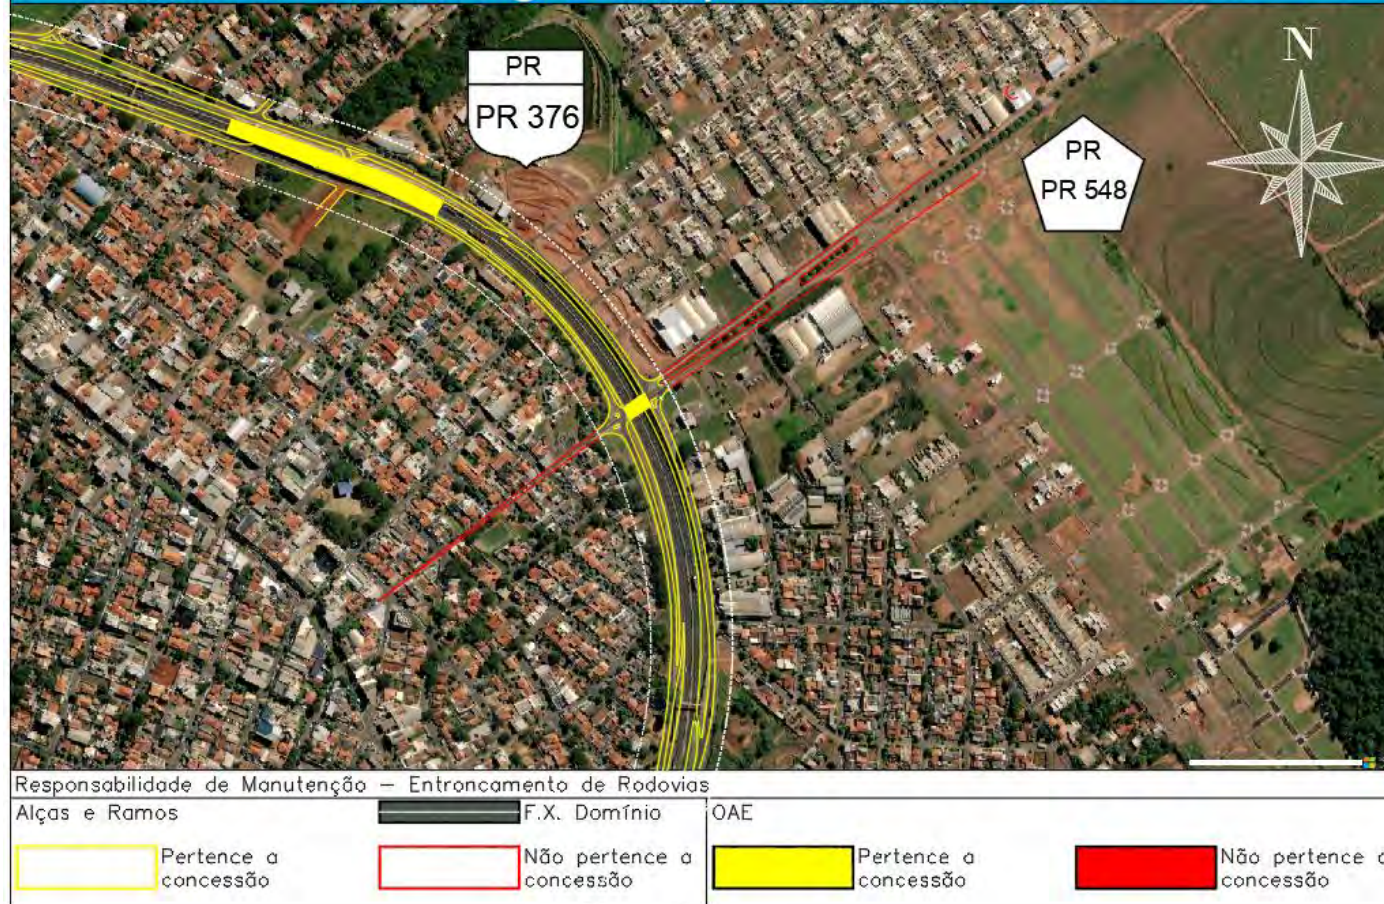 N
PR
PR 376
PR
PR 548
Responsabilidade de Manutenção – Entroncamento de Rodovias
Alças e Ramos
F.X. Domínio
OAE
Pertence a
concessão
Não pertence a
concessão
Pertence a
concessão
Não pertence a
concessão